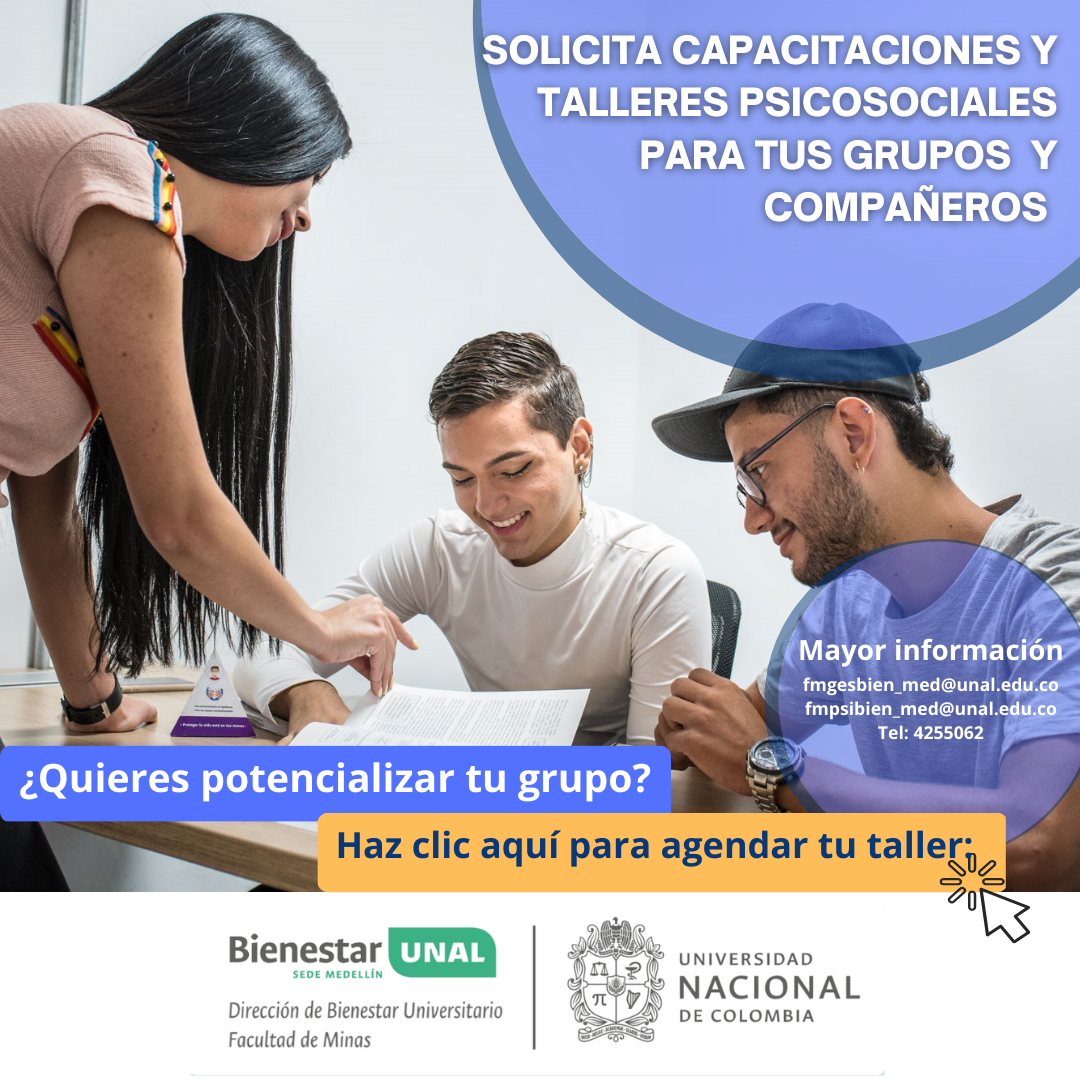 SOLICITA CAPACITACIONES Y
TALLERES PSICOSOCIALES
PARA TUS GRUPOS Y
COMPAÑEROS
Mayor información
fmgesbien_med@unal.edu.co
fmpsibien_med@unal.edu.co
Tel: 4255062
¿Quieres potencializar tu grupo?
Haz clic aquí para agendar tu taller:
Bienestar UNAL
SEDE MEDELLÍN
Dirección de Bienestar Universitario
Facultad de Minas
UNIVERSIDAD
NACIONAL
DE COLOMBIA